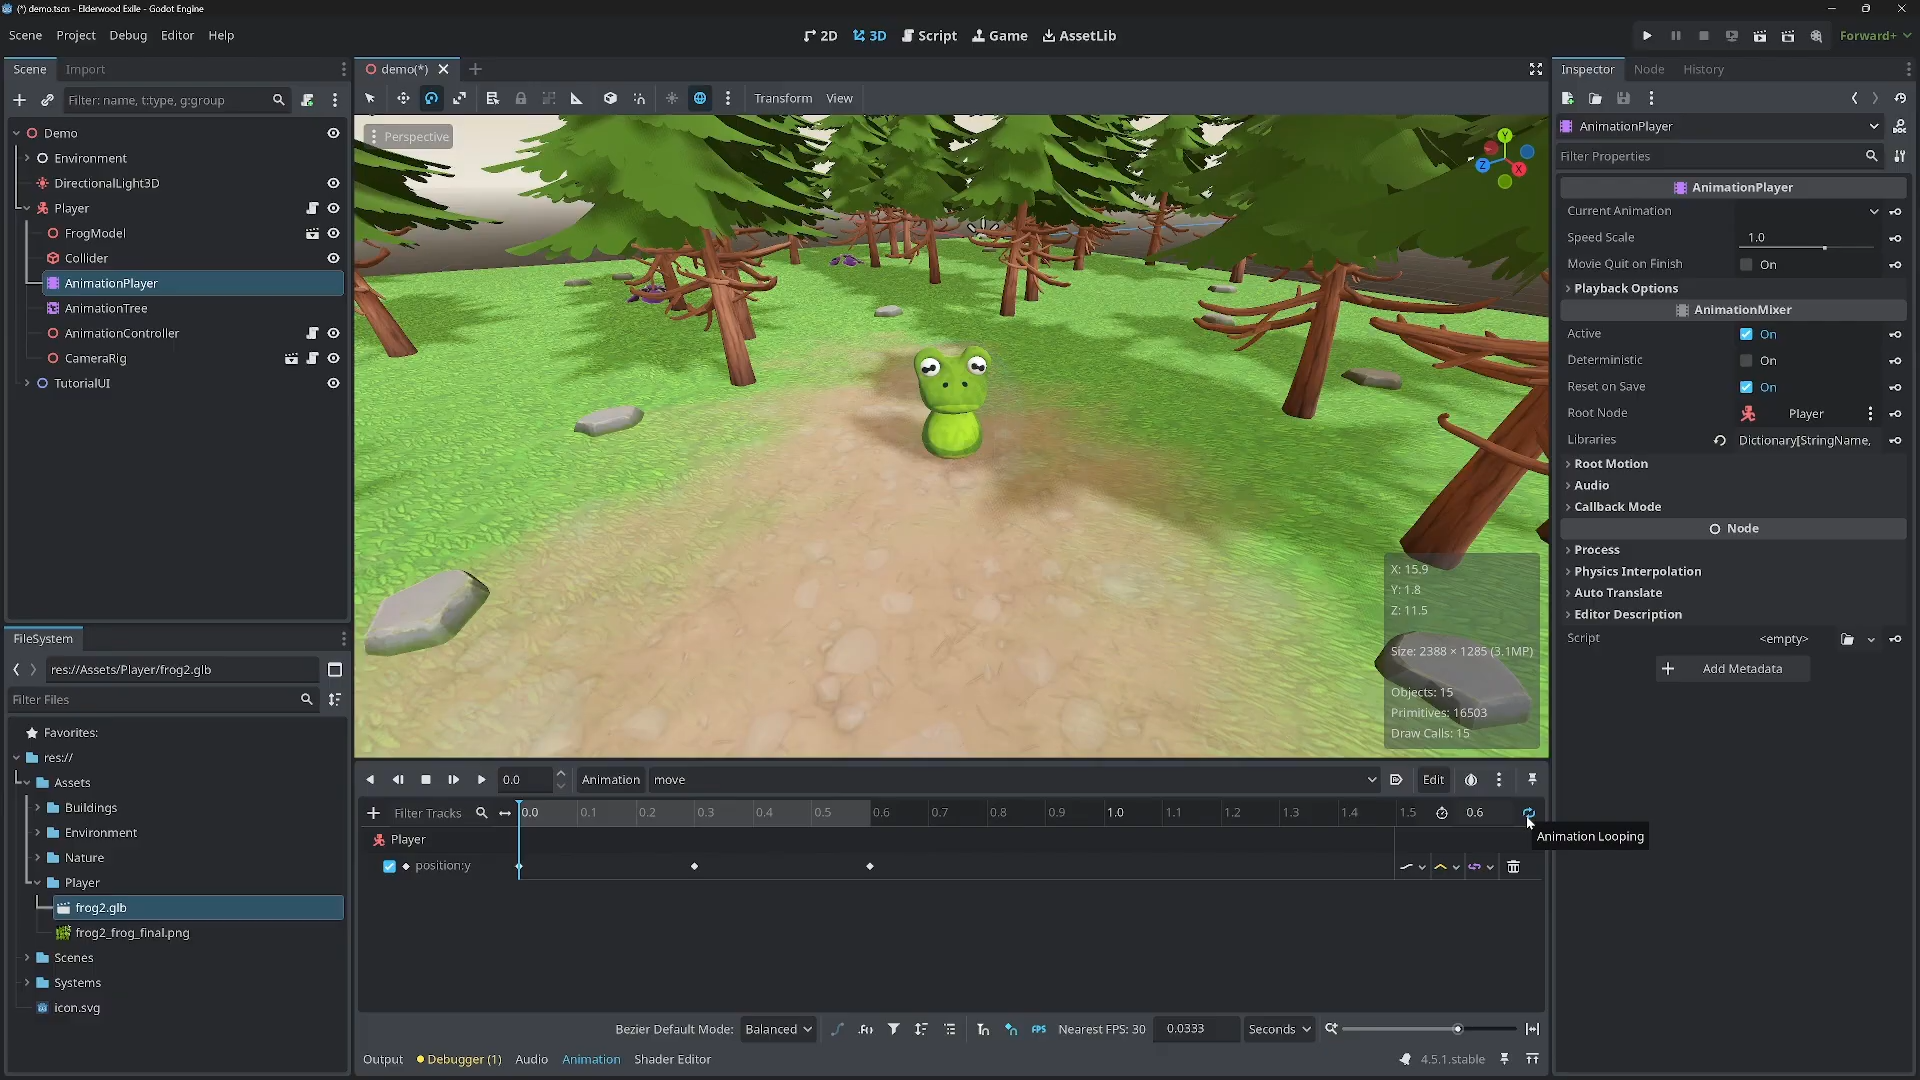 (*) demo.tscn - Elderwood Exile - Godot Engine
Scene Project Debug Editor Help
2D 3D Script Game AssetLib
Forward+
Scene Import
demo(*)
Inspector Node History
Filter: name, t:type, g:group
Transform View
AnimationPlayer
Filter Properties
Demo
Environment
DirectionalLight3D
Player
FrogModel
Collider
AnimationPlayer
AnimationTree
AnimationController
CameraRig
TutorialUI
Perspective
Y
Z
X
X: 15.9
Y: 1.8
Z: 11.5
Size: 2388 × 1285 (3.1MP)
Objects: 15
Primitives: 16503
Draw Calls: 15
AnimationPlayer
Current Animation
Speed Scale 1.0
Movie Quit on Finish On
Playback Options
AnimationMixer
Active On
Deterministic On
Reset on Save On
Root Node Player
Libraries Dictionary[StringName,
Root Motion
Audio
Callback Mode
Node
Process
Physics Interpolation
Auto Translate
Editor Description
Script <empty>
Add Metadata
FileSystem
res://Assets/Player/frog2.glb
Filter Files
Favorites:
res://
Assets
Buildings
Environment
Nature
Player
frog2.glb
frog2_frog_final.png
Scenes
Systems
icon.svg
0.0 Animation move Edit
Filter Tracks 0.0 0.1 0.2 0.3 0.4 0.5 0.6 0.7 0.8 0.9 1.0 1.1 1.2 1.3 1.4 1.5 0.6
Animation Looping
Player
position:y
Bezier Default Mode: Balanced FPS Nearest FPS: 30 0.0333 Seconds
Output Debugger (1) Audio Animation Shader Editor 4.5.1.stable